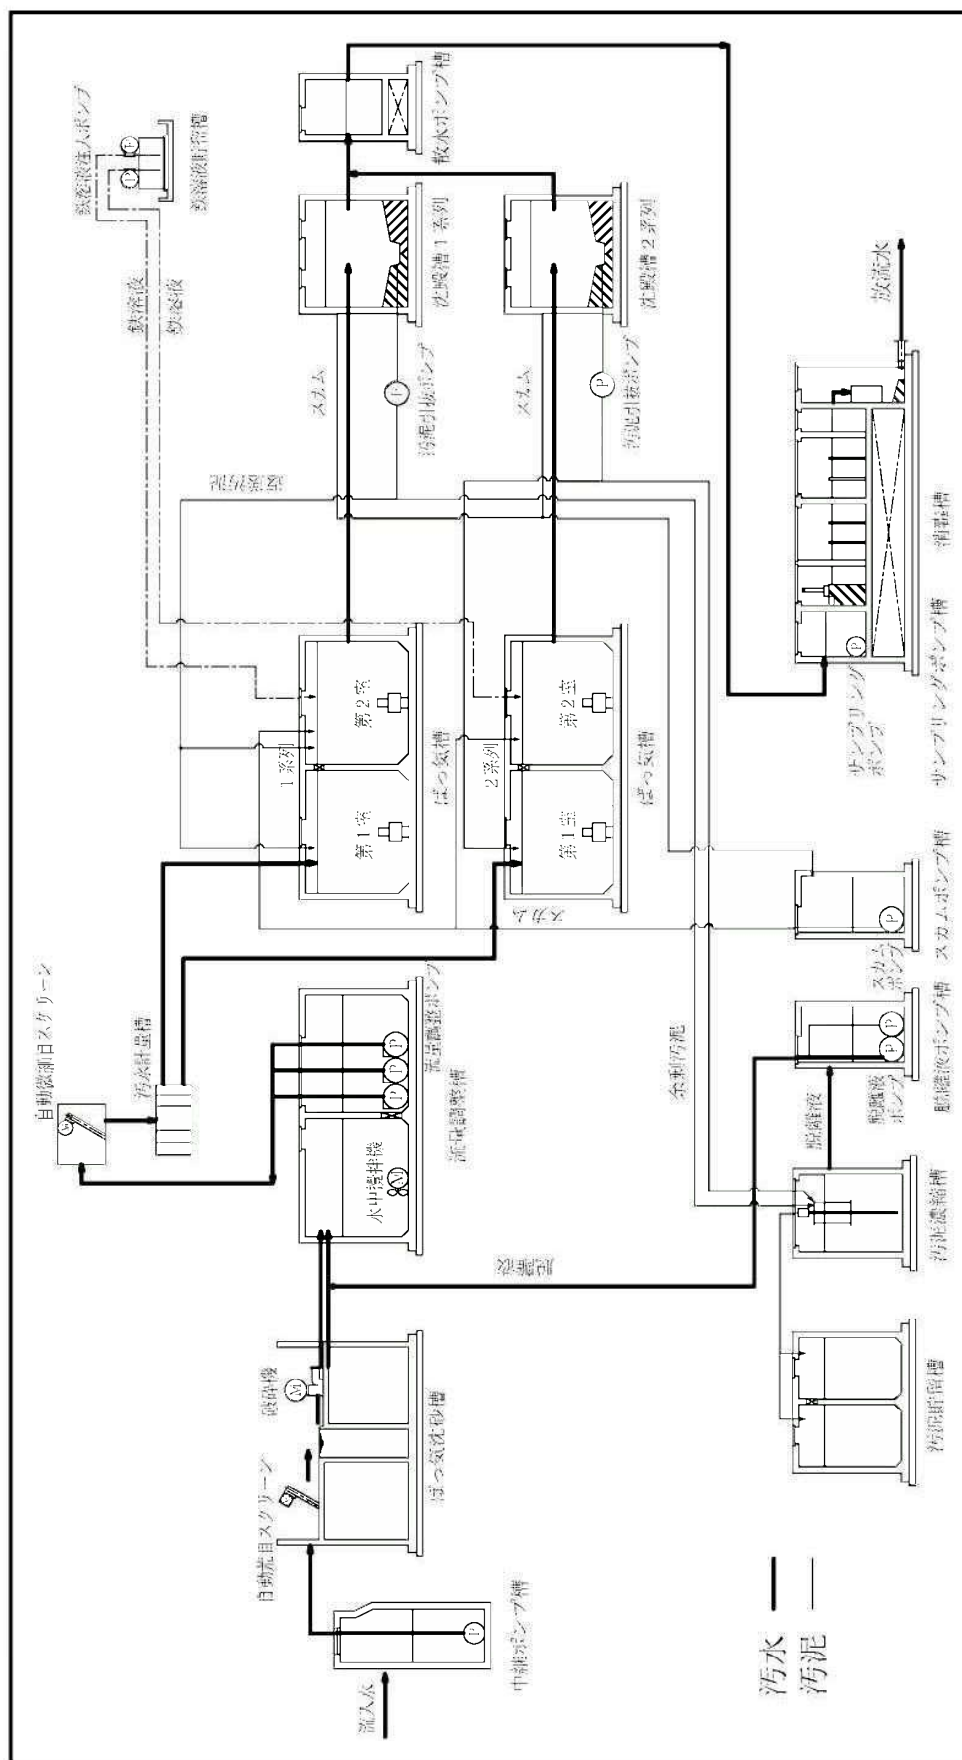 流入水
中継ポンプ槽
自動荒目スクリーン
破砕機
ばっ気沈砂槽
脱離液
自動微細目スクリーン
汚水計量槽
水中攪拌機
流量調整ポンプ
流量調整槽
1系列
第1室
第2室
ばっ気槽
2系列
第1室
第2室
ばっ気槽
スカム
返送汚泥
スカム
汚泥引抜ポンプ
沈殿槽1系列
スカム
汚泥引抜ポンプ
沈殿槽2系列
散水ポンプ槽
鉄溶液注入ポンプ
鉄溶液貯留槽
鉄溶液
鉄溶液
余剰汚泥
汚泥貯留槽
汚泥濃縮槽
脱離液
脱離液
ポンプ
脱離液ポンプ槽
スカム
ポンプ
スカムポンプ槽
サンプリング
ポンプ
サンプリングポンプ槽
消毒槽
放流水
汚水
汚泥
P
M